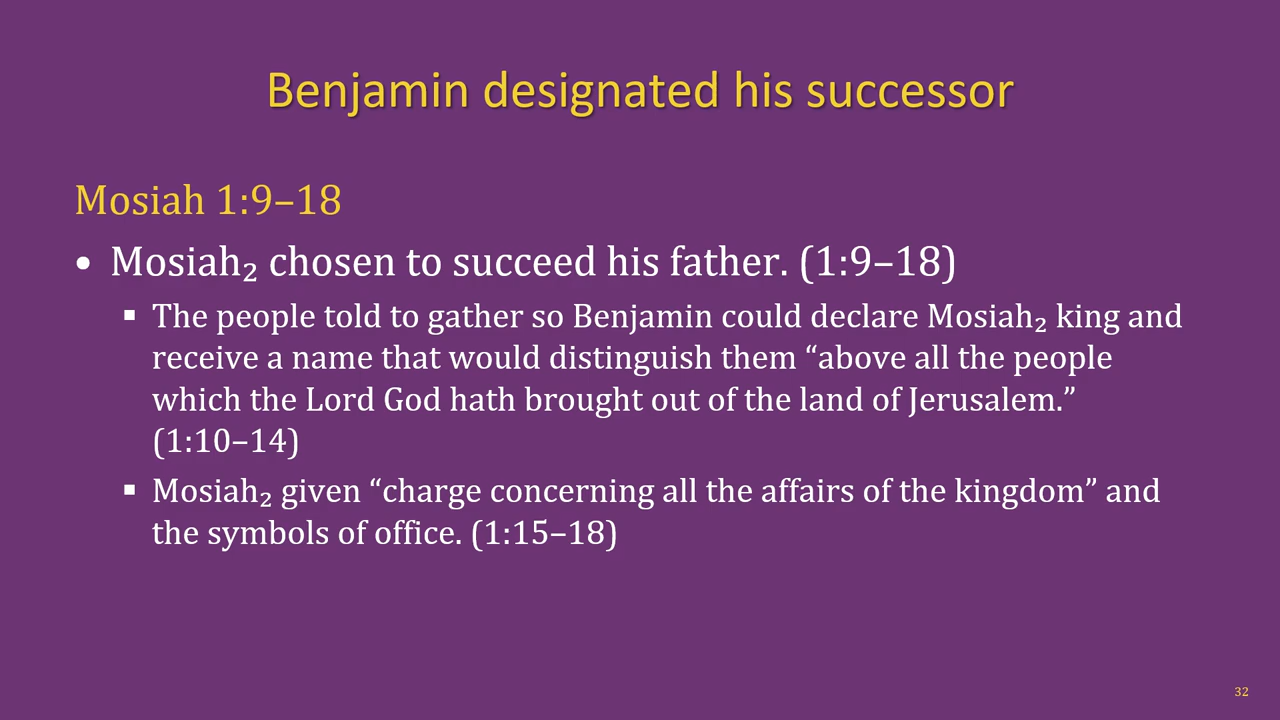 Benjamin designated his successor
Mosiah 1:9–18
• Mosiah₂ chosen to succeed his father. (1:9–18)
▪ The people told to gather so Benjamin could declare Mosiah₂ king and
receive a name that would distinguish them “above all the people
which the Lord God hath brought out of the land of Jerusalem.”
(1:10–14)
▪ Mosiah₂ given “charge concerning all the affairs of the kingdom” and
the symbols of office. (1:15–18)
32